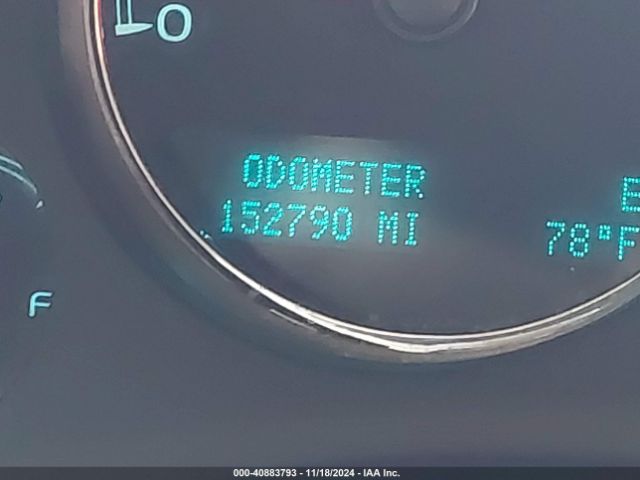 0
ODOMETER
E
152790 MI
78°F
F
000-40883793 - 11/18/2024 - IAA Inc.